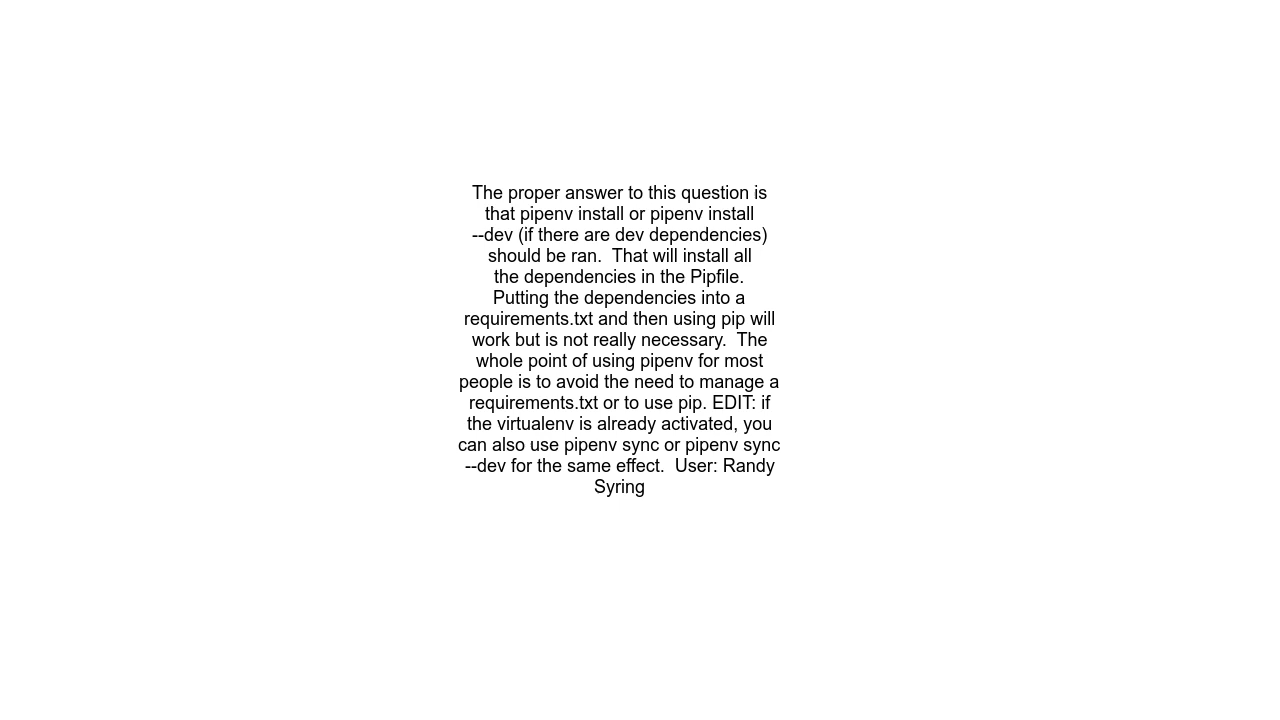 The proper answer to this question is
that pipenv install or pipenv install
--dev (if there are dev dependencies)
should be ran.  That will install all
the dependencies in the Pipfile.
Putting the dependencies into a
requirements.txt and then using pip will
work but is not really necessary.  The
whole point of using pipenv for most
people is to avoid the need to manage a
requirements.txt or to use pip. EDIT: if
the virtualenv is already activated, you
can also use pipenv sync or pipenv sync
--dev for the same effect.  User: Randy
Syring